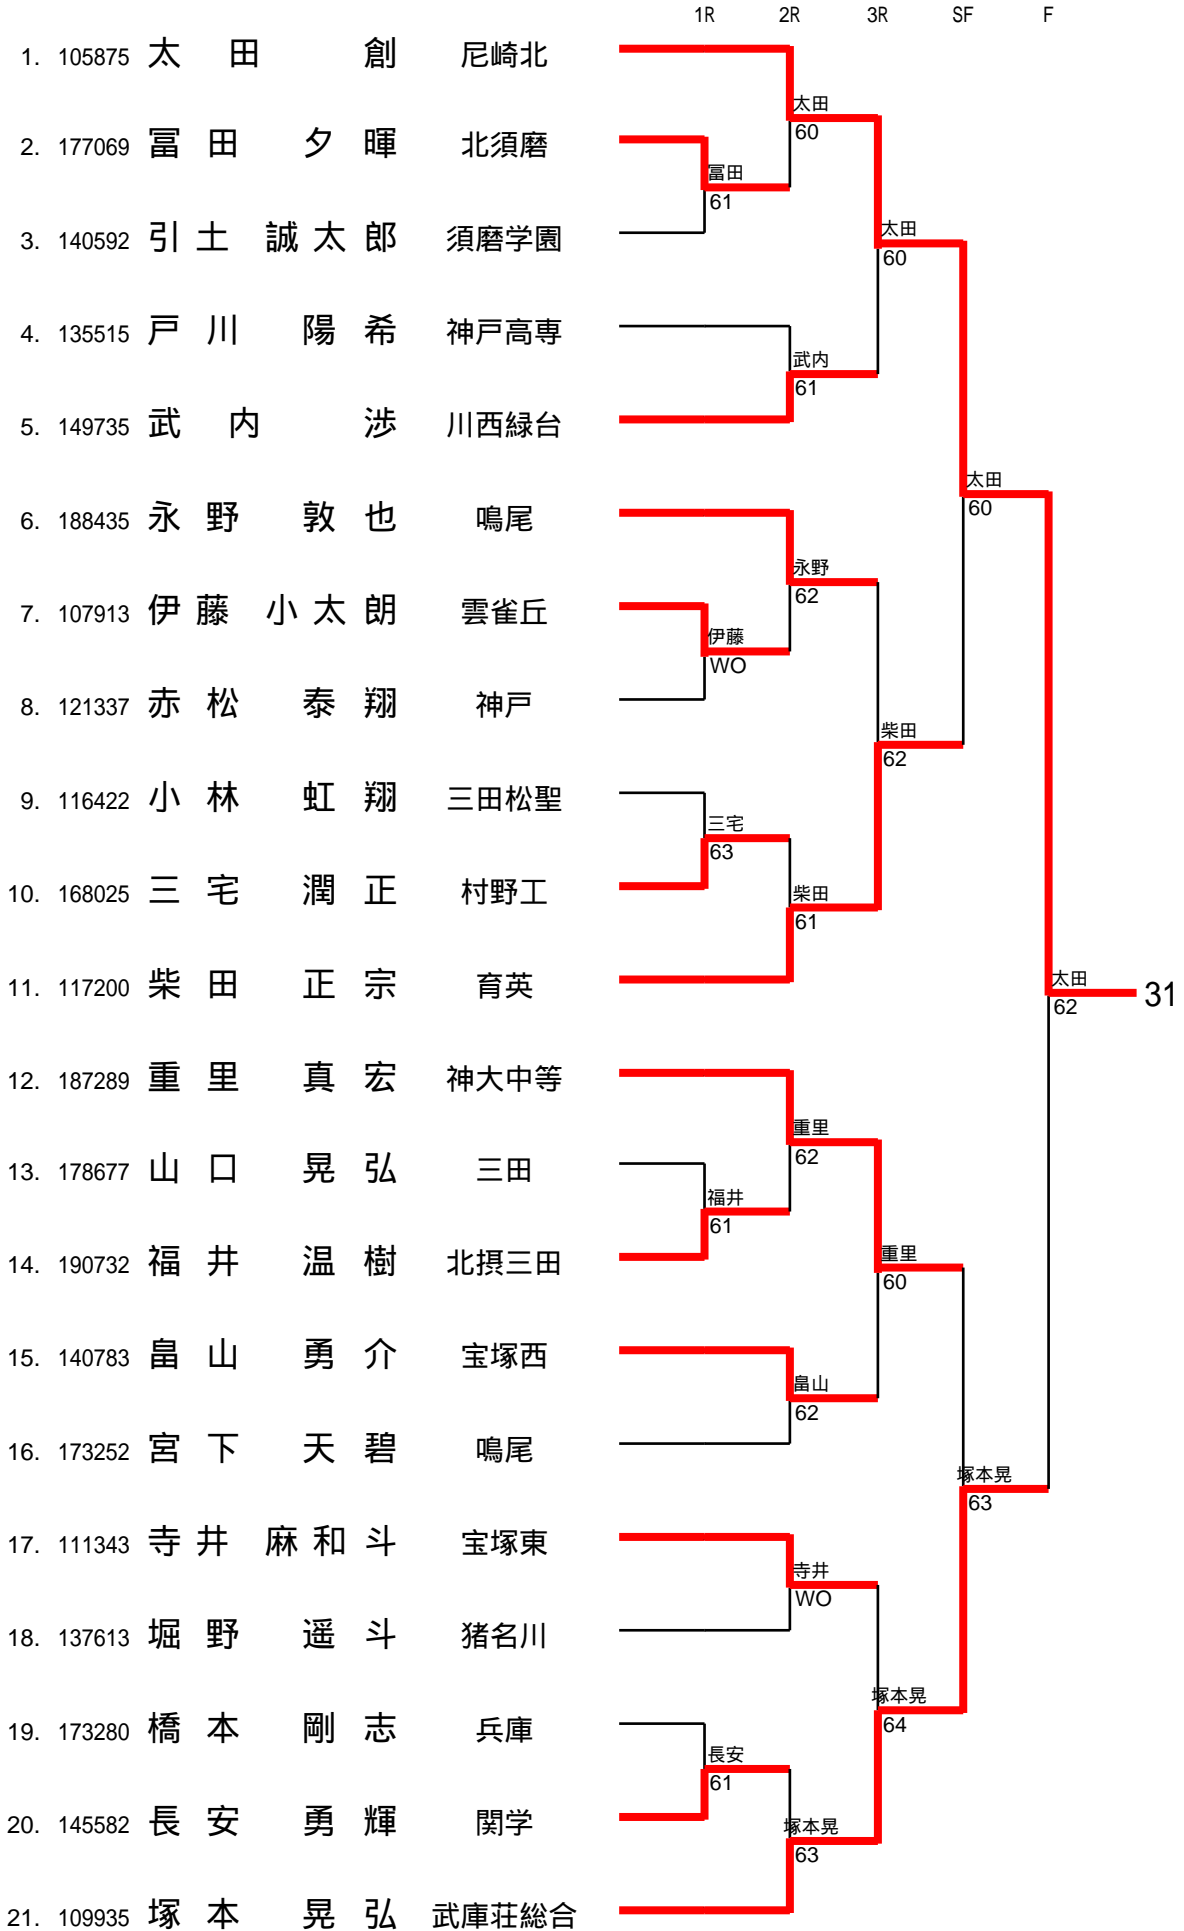 1R 2R 3R SF F
1. 105875 太田 創 尼崎北
太田
60
2. 177069 冨田 夕暉 北須磨
冨田
61
3. 140592 引土 誠太郎 須磨学園
太田
60
4. 135515 戸川 陽希 神戸高専
武内
61
5. 149735 武内 渉 川西緑台
太田
60
6. 188435 永野 敦也 鳴尾
永野
62
7. 107913 伊藤 小太朗 雲雀丘
伊藤
WO
8. 121337 赤松 泰翔 神戸
柴田
62
9. 116422 小林 虹翔 三田松聖
三宅
63
10. 168025 三宅 潤正 村野工
柴田
61
11. 117200 柴田 正宗 育英
太田
62
31
12. 187289 重里 真宏 神大中等
重里
62
13. 178677 山口 晃弘 三田
福井
61
14. 190732 福井 温樹 北摂三田
重里
60
15. 140783 畠山 勇介 宝塚西
畠山
62
16. 173252 宮下 天碧 鳴尾
塚本晃
63
17. 111343 寺井 麻和斗 宝塚東
寺井
WO
18. 137613 堀野 遥斗 猪名川
塚本晃
64
19. 173280 橋本 剛志 兵庫
長安
61
20. 145582 長安 勇輝 関学
塚本晃
63
21. 109935 塚本 晃弘 武庫荘総合